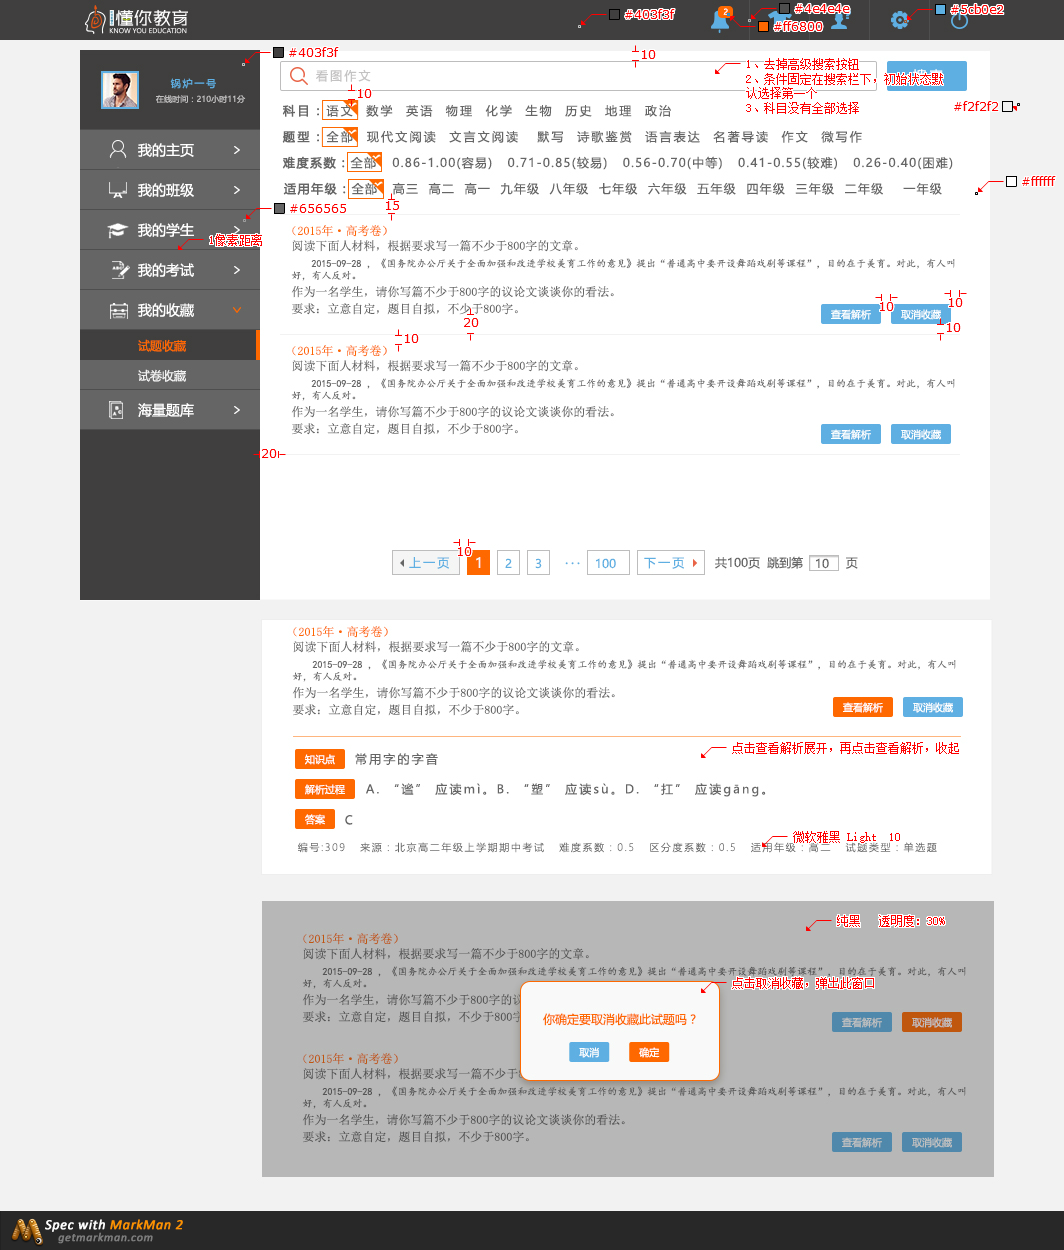 懂你教育
KNOW YOU EDUCATION
#403f3f
2
#4e4e4e
#ff6800
#5cb0e2
#403f3f
锅炉一号
在线时间：210小时11分
我的主页
我的班级
#656565
我的学生
1像素距离
我的考试
我的收藏
试题收藏
试卷收藏
海量题库
20
10
看图作文
1、去掉高级搜索按钮
2、条件固定在搜索栏下，初始状态默
认选择第一个
3、科目没有全部选择
#f2f2f2
10
科目：语文 数学 英语 物理 化学 生物 历史 地理 政治
题型：全部 现代文阅读 文言文阅读 默写 诗歌鉴赏 语言表达 名著导读 作文 微写作
难度系数：全部 0.86-1.00(容易) 0.71-0.85(较易) 0.56-0.70(中等) 0.41-0.55(较难) 0.26-0.40(困难)
适用年级：全部 高三 高二 高一 九年级 八年级 七年级 六年级 五年级 四年级 三年级 二年级 一年级
#ffffff
15
（2015年·高考卷）
阅读下面人材料，根据要求写一篇不少于800字的文章。
2015-09-28 ，《国务院办公厅关于全面加强和改进学校美育工作的意见》提出“普通高中要开设舞蹈戏剧等课程”，目的在于美育。对此，有人叫
好，有人反对。
作为一名学生，请你写篇不少于800字的议论文谈谈你的看法。
要求：立意自定，题目自拟，不少于800字。
查看解析 取消收藏
10
10
10
20
10
（2015年·高考卷）
阅读下面人材料，根据要求写一篇不少于800字的文章。
2015-09-28 ，《国务院办公厅关于全面加强和改进学校美育工作的意见》提出“普通高中要开设舞蹈戏剧等课程”，目的在于美育。对此，有人叫
好，有人反对。
作为一名学生，请你写篇不少于800字的议论文谈谈你的看法。
要求：立意自定，题目自拟，不少于800字。
查看解析 取消收藏
10
上一页 1 2 3 ··· 100 下一页 共100页 跳到第 10 页
（2015年·高考卷）
阅读下面人材料，根据要求写一篇不少于800字的文章。
2015-09-28 ，《国务院办公厅关于全面加强和改进学校美育工作的意见》提出“普通高中要开设舞蹈戏剧等课程”，目的在于美育。对此，有人叫
好，有人反对。
作为一名学生，请你写篇不少于800字的议论文谈谈你的看法。
要求：立意自定，题目自拟，不少于800字。
查看解析 取消收藏
点击查看解析展开，再点击查看解析，收起
知识点 常用字的字音
解析过程 A. “谧” 应读mì。B. “塑” 应读sù。D. “扛” 应读gāng。
答案 C
微软雅黑 Light 10
编号:309 来源：北京高二年级上学期期中考试 难度系数：0.5 区分度系数：0.5 适用年级：高二 试题类型：单选题
纯黑 透明度：30%
（2015年·高考卷）
阅读下面人材料，根据要求写一篇不少于800字的文章。
2015-09-28 ，《国务院办公厅关于全面加强和改进学校美育工作的意见》提出“普通高中要开设舞蹈戏剧等课程”，目的在于美育。对此，有人叫
好，有人反对。
点击取消收藏，弹出此窗口
作为一名学生，请你写篇不少于800字的议
要求：立意自定，题目自拟，不少于800字
查看解析 取消收藏
你确定要取消收藏此试题吗？
取消 确定
（2015年·高考卷）
阅读下面人材料，根据要求写一篇不少于
2015-09-28 ，《国务院办公厅关于全面加强和改进学校美育工作的意见》提出“普通高中要开设舞蹈戏剧等课程”，目的在于美育。对此，有人叫
好，有人反对。
作为一名学生，请你写篇不少于800字的议论文谈谈你的看法。
要求：立意自定，题目自拟，不少于800字。
查看解析 取消收藏
Spec with MarkMan 2
getmarkman.com